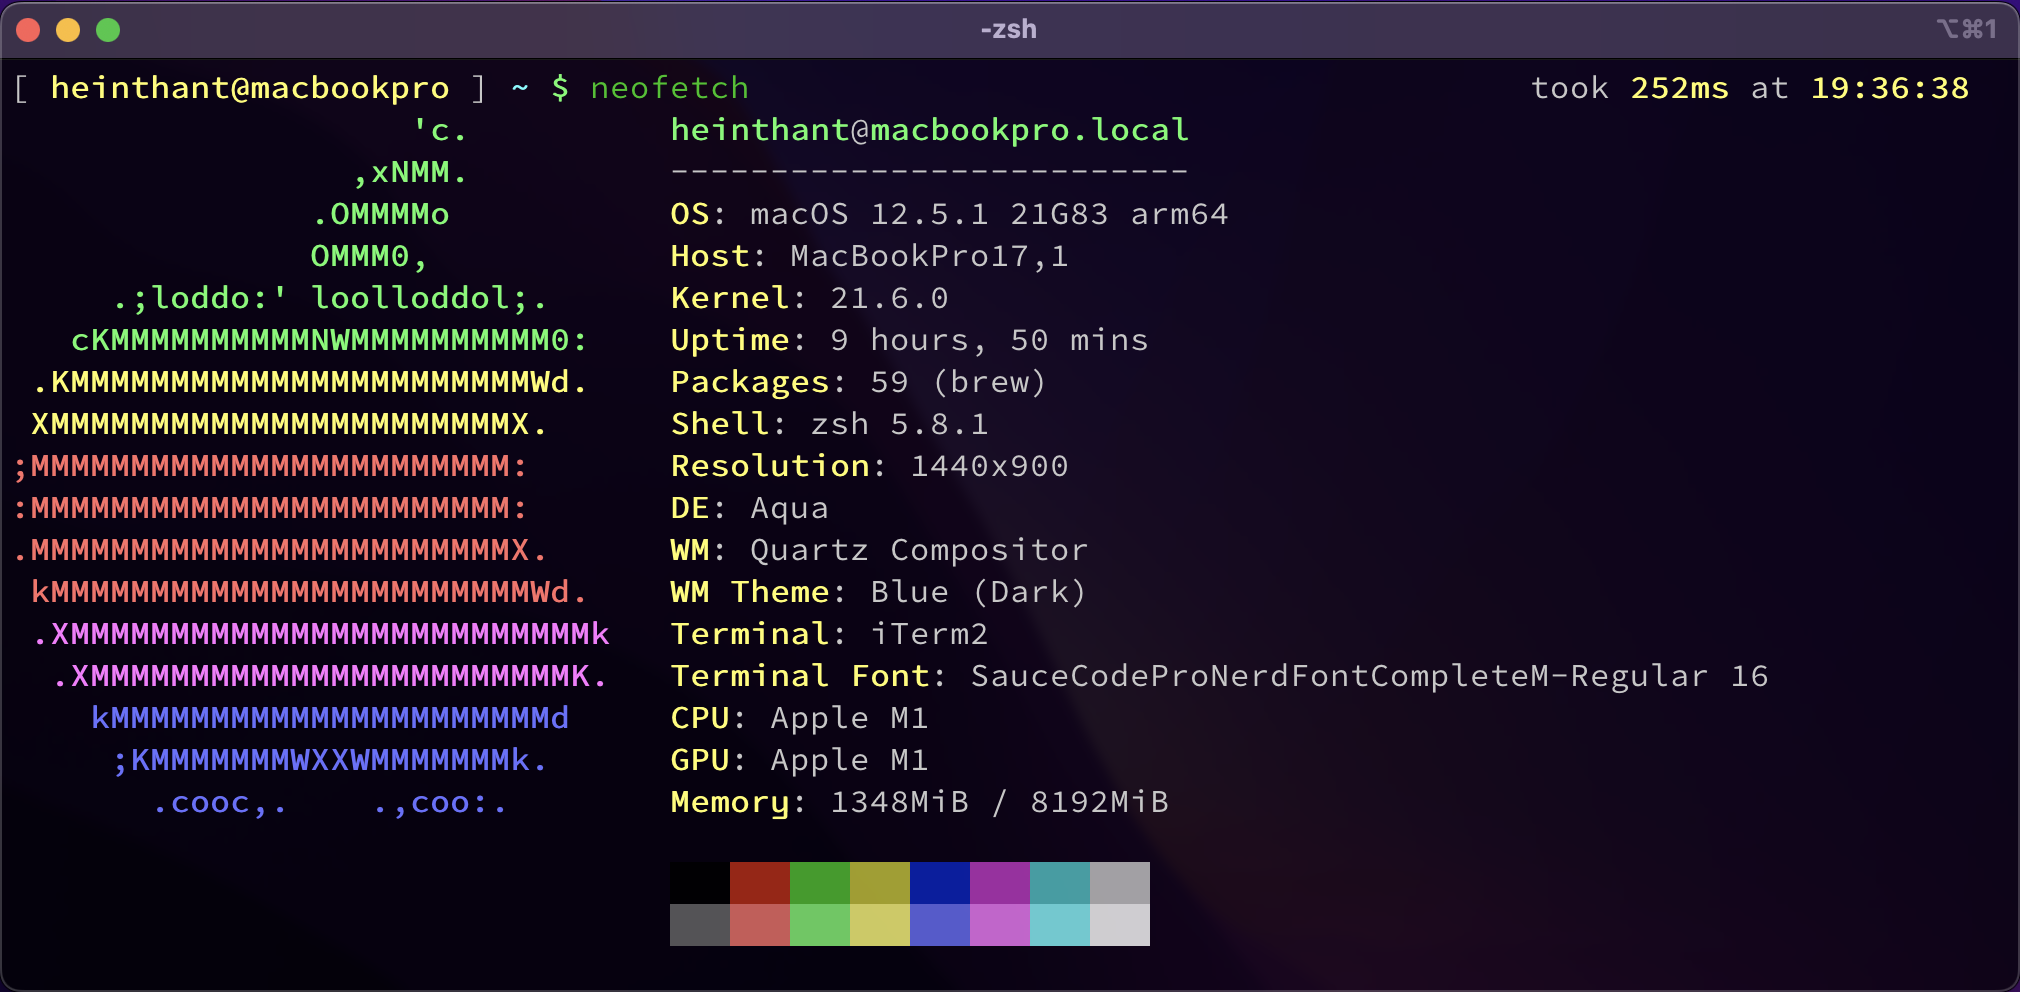 -zsh ⌥⌘1
[ heinthant@macbookpro ] ~ $ neofetch took 252ms at 19:36:38
'c. heinthant@macbookpro.local
,xNMM. --------------------------
.OMMMMo OS: macOS 12.5.1 21G83 arm64
OMMM0, Host: MacBookPro17,1
.;loddo:' loolloddol;. Kernel: 21.6.0
cKMMMMMMMMMMNWMMMMMMMMMM0: Uptime: 9 hours, 50 mins
.KMMMMMMMMMMMMMMMMMMMMMMMWd. Packages: 59 (brew)
XMMMMMMMMMMMMMMMMMMMMMMMX. Shell: zsh 5.8.1
;MMMMMMMMMMMMMMMMMMMMMMMM: Resolution: 1440x900
:MMMMMMMMMMMMMMMMMMMMMMMM: DE: Aqua
.MMMMMMMMMMMMMMMMMMMMMMMMX. WM: Quartz Compositor
kMMMMMMMMMMMMMMMMMMMMMMMMWd. WM Theme: Blue (Dark)
.XMMMMMMMMMMMMMMMMMMMMMMMMMMk Terminal: iTerm2
.XMMMMMMMMMMMMMMMMMMMMMMMMK. Terminal Font: SauceCodeProNerdFontCompleteM-Regular 16
kMMMMMMMMMMMMMMMMMMMMMMd CPU: Apple M1
;KMMMMMMMWXXWMMMMMMMk. GPU: Apple M1
.cooc,. .,coo:. Memory: 1348MiB / 8192MiB